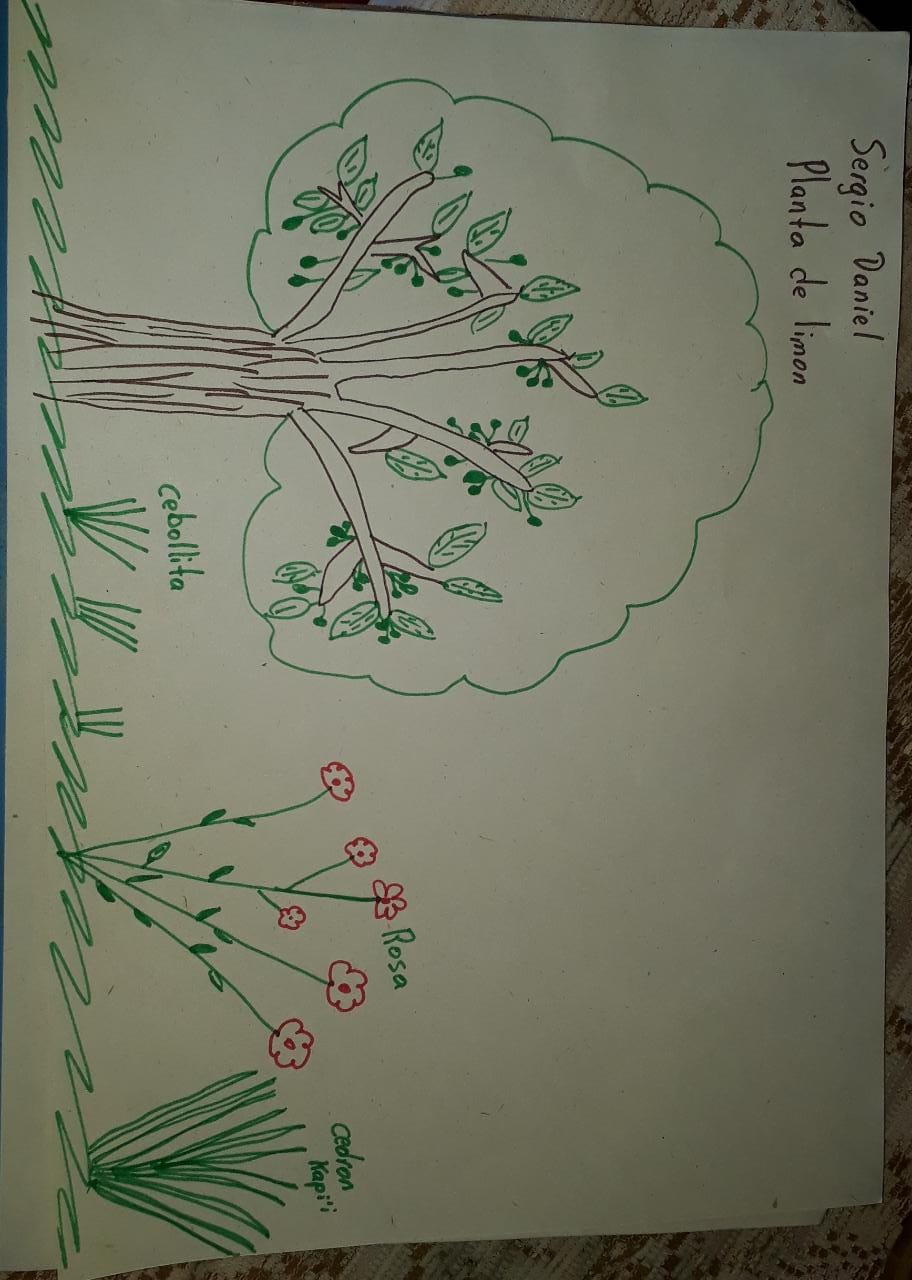 Sergio Daniel
Planta de limon
cebollita
Rosa
cedron
Kapi'i